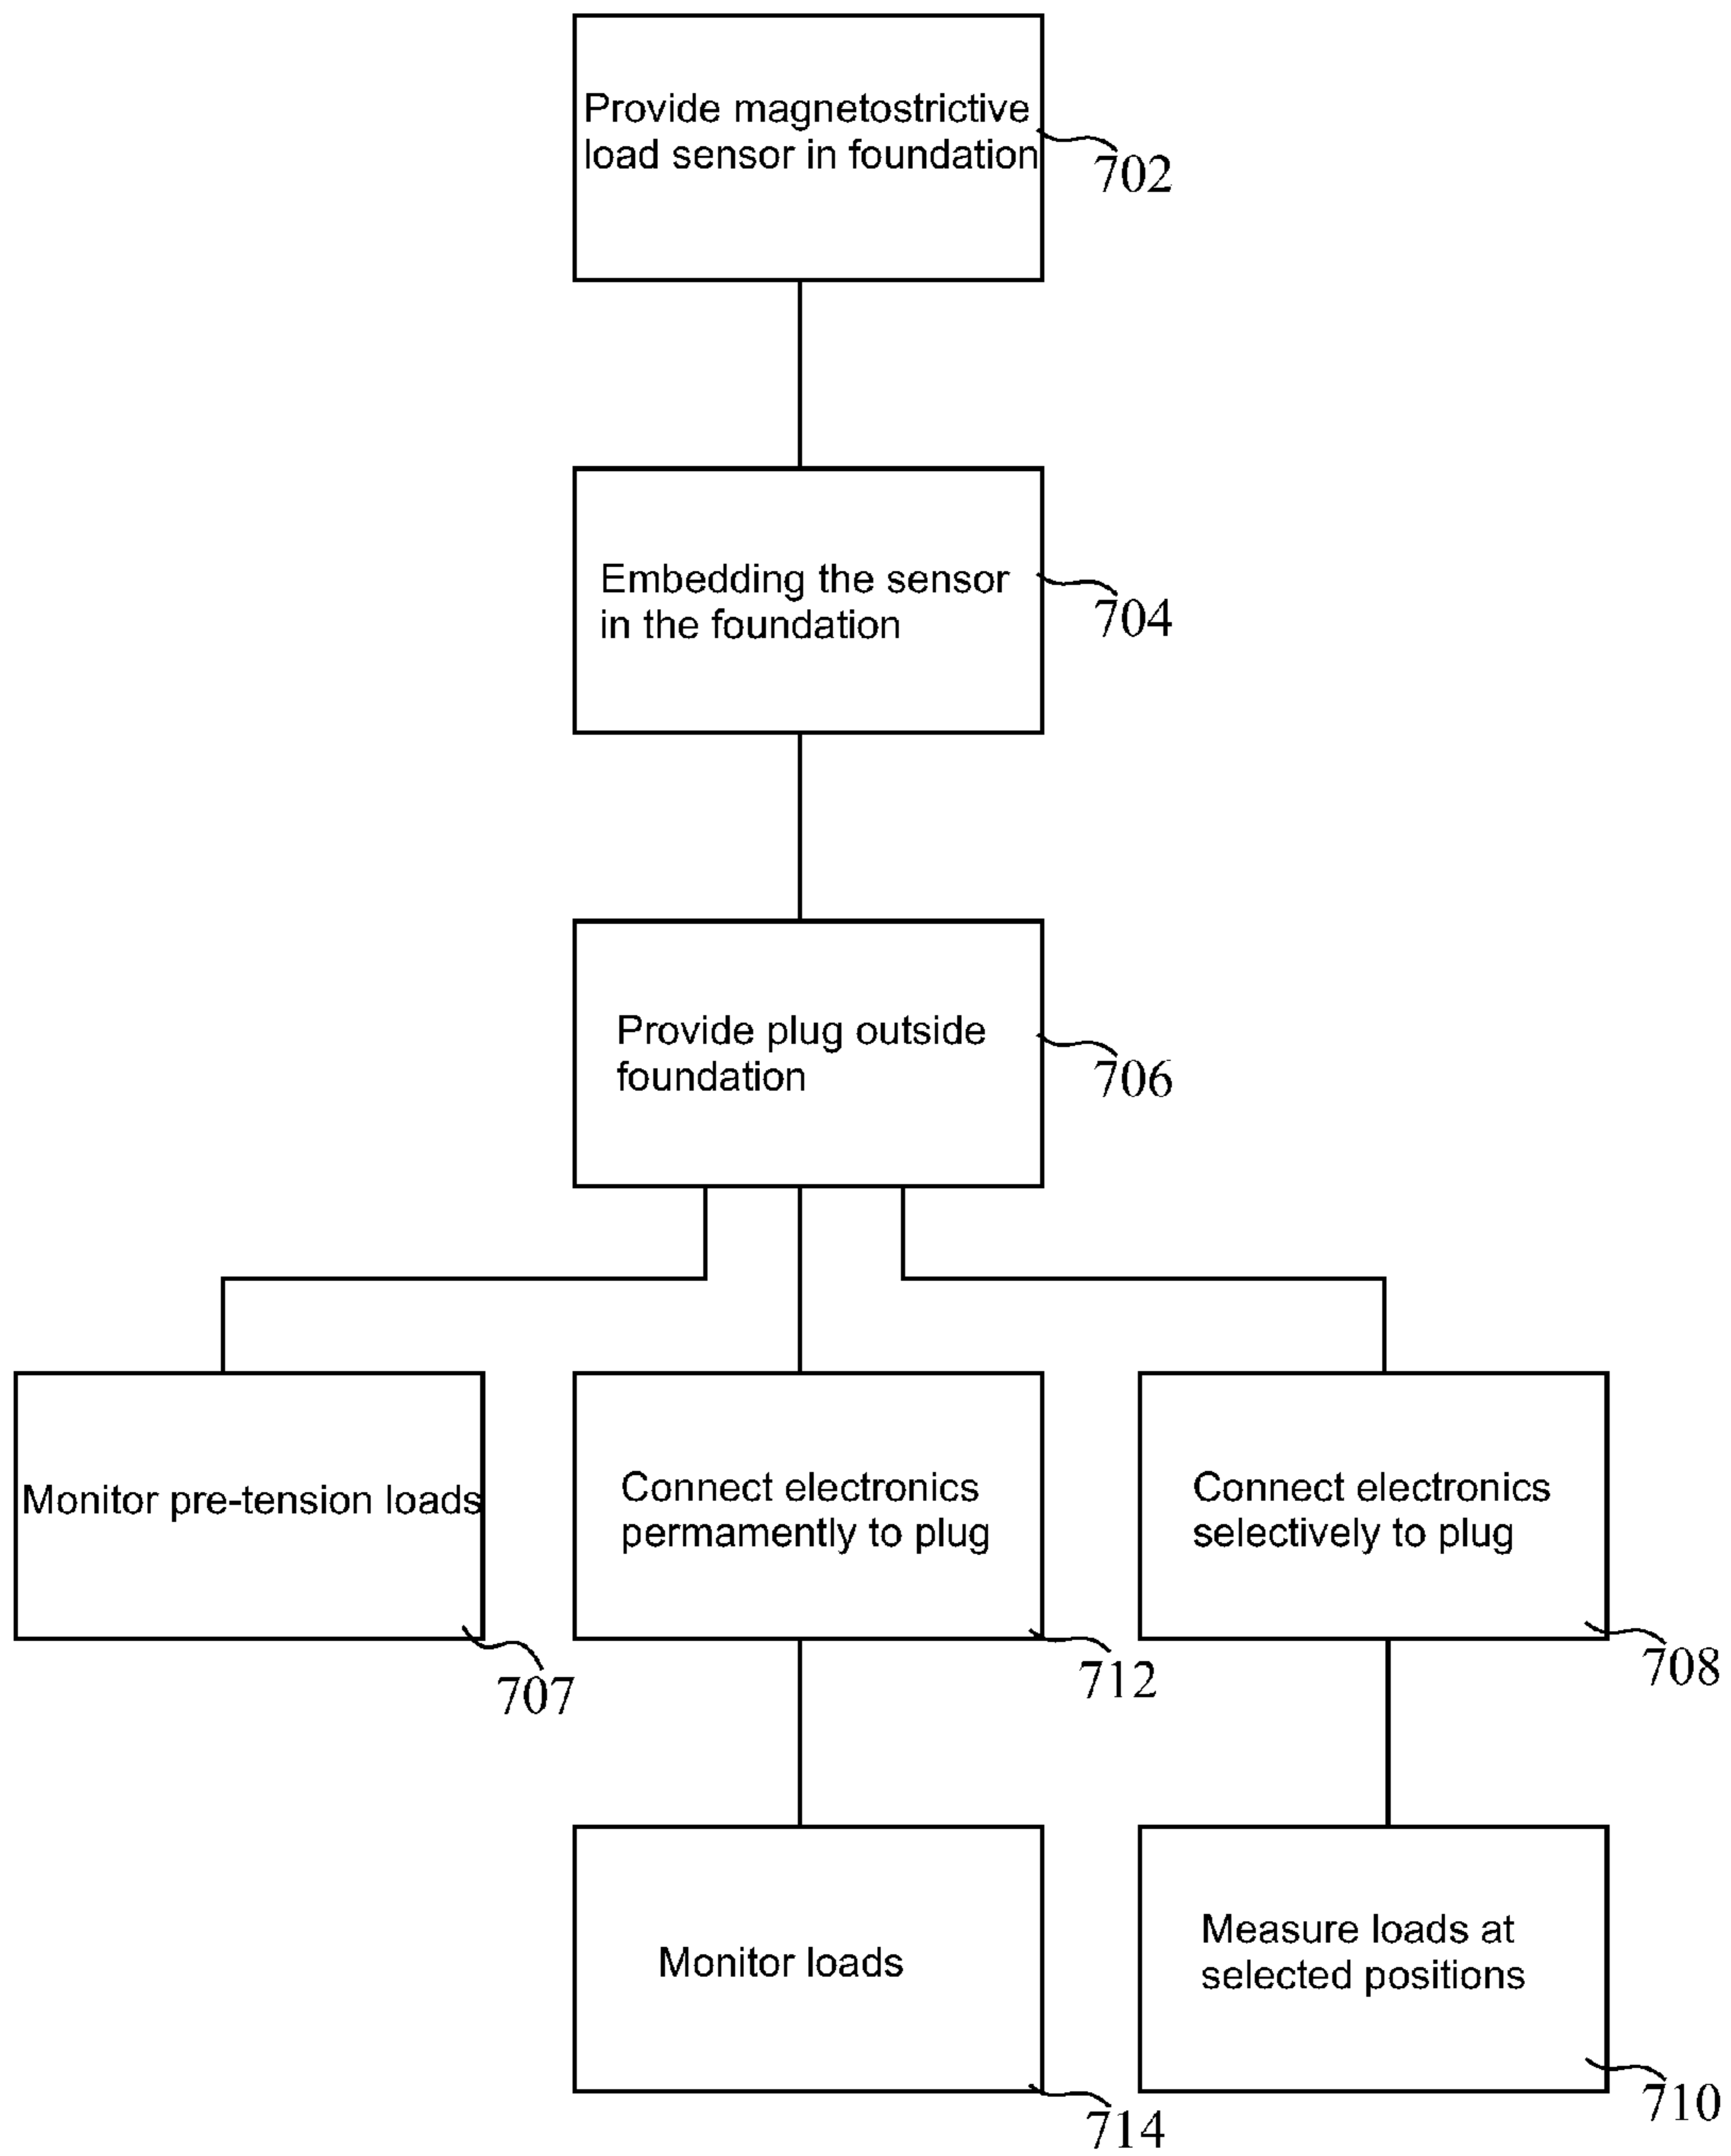 Provide magnetostrictive
load sensor in foundation
702
Embedding the sensor
in the foundation
704
Provide plug outside
foundation
706
Monitor pre-tension loads
707
Connect electronics
permamently to plug
712
Connect electronics
selectively to plug
708
Monitor loads
714
Measure loads at
selected positions
710